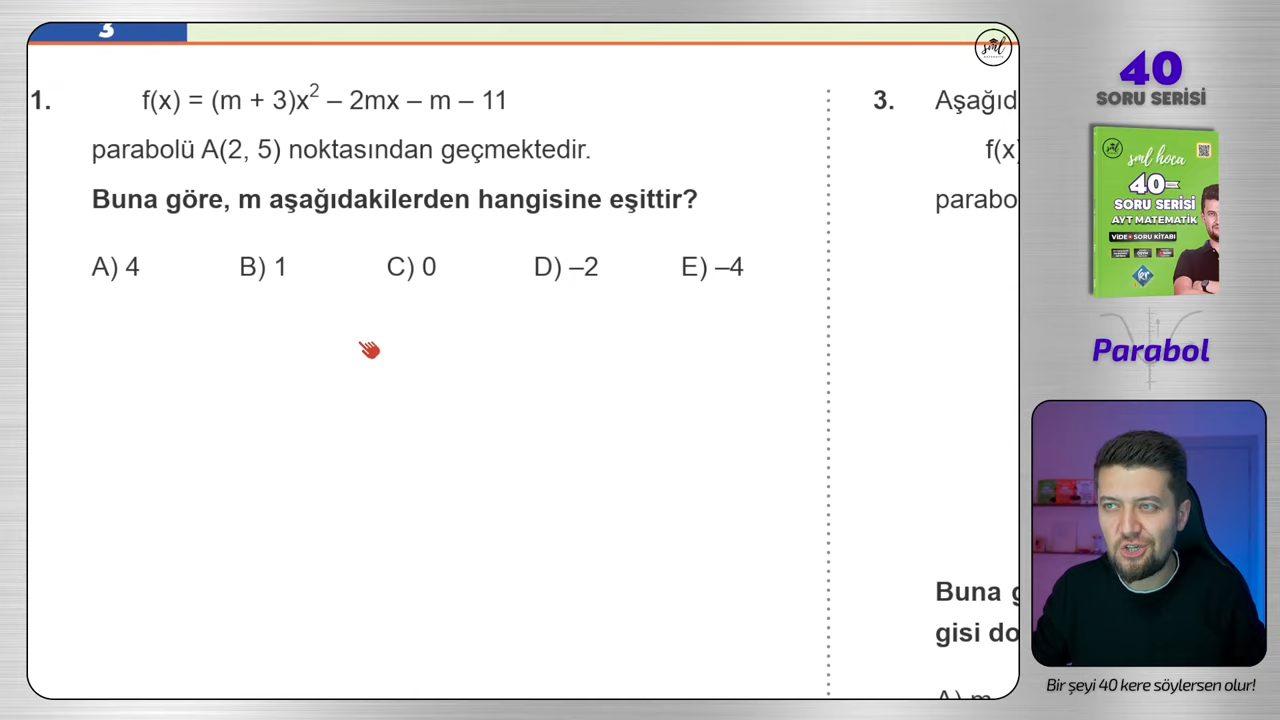 3
sml
1. f(x) = (m + 3)x² – 2mx – m – 11
parabolü A(2, 5) noktasından geçmektedir.
Buna göre, m aşağıdakilerden hangisine eşittir?
A) 4 B) 1 C) 0 D) –2 E) –4
3. Aşağıd
f(x)
parabo
Buna g
gisi do
A) m
40
SORU SERİSİ
sml hoca
40
SORU SERİSİ
AYT MATEMATİK
VİDEO SORU KİTABI
Parabol
Bir şeyi 40 kere söylersen olur!